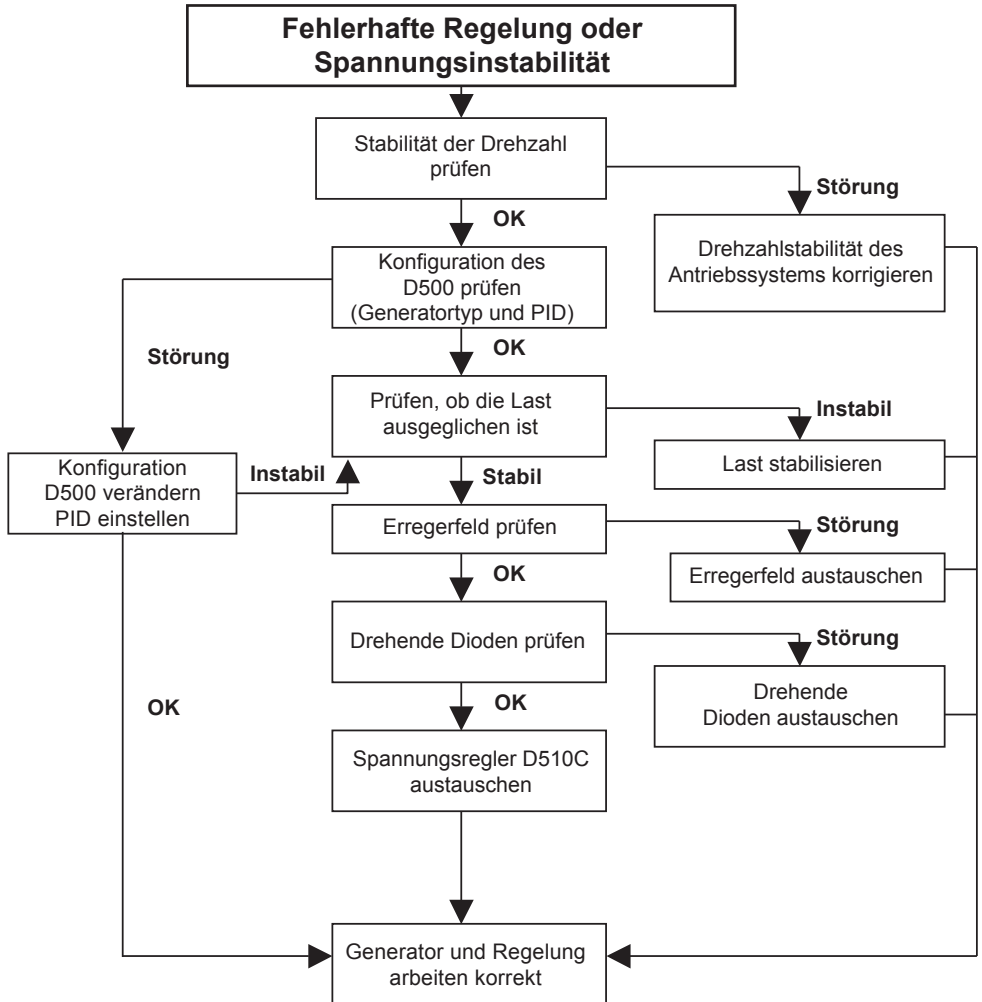 Fehlerhafte Regelung oder
Spannungsinstabilität
Stabilität der Drehzahl
prüfen
Störung
OK
Drehzahlstabilität des
Antriebssystems korrigieren
Konfiguration des
D500 prüfen
(Generatortyp und PID)
Störung
OK
Prüfen, ob die Last
ausgeglichen ist
Instabil
Last stabilisieren
Konfiguration
D500 verändern
PID einstellen
Instabil
Stabil
Erregerfeld prüfen
Störung
Erregerfeld austauschen
OK
Drehende Dioden prüfen
Störung
Drehende
Dioden austauschen
OK
OK
Spannungsregler D510C
austauschen
Generator und Regelung
arbeiten korrekt